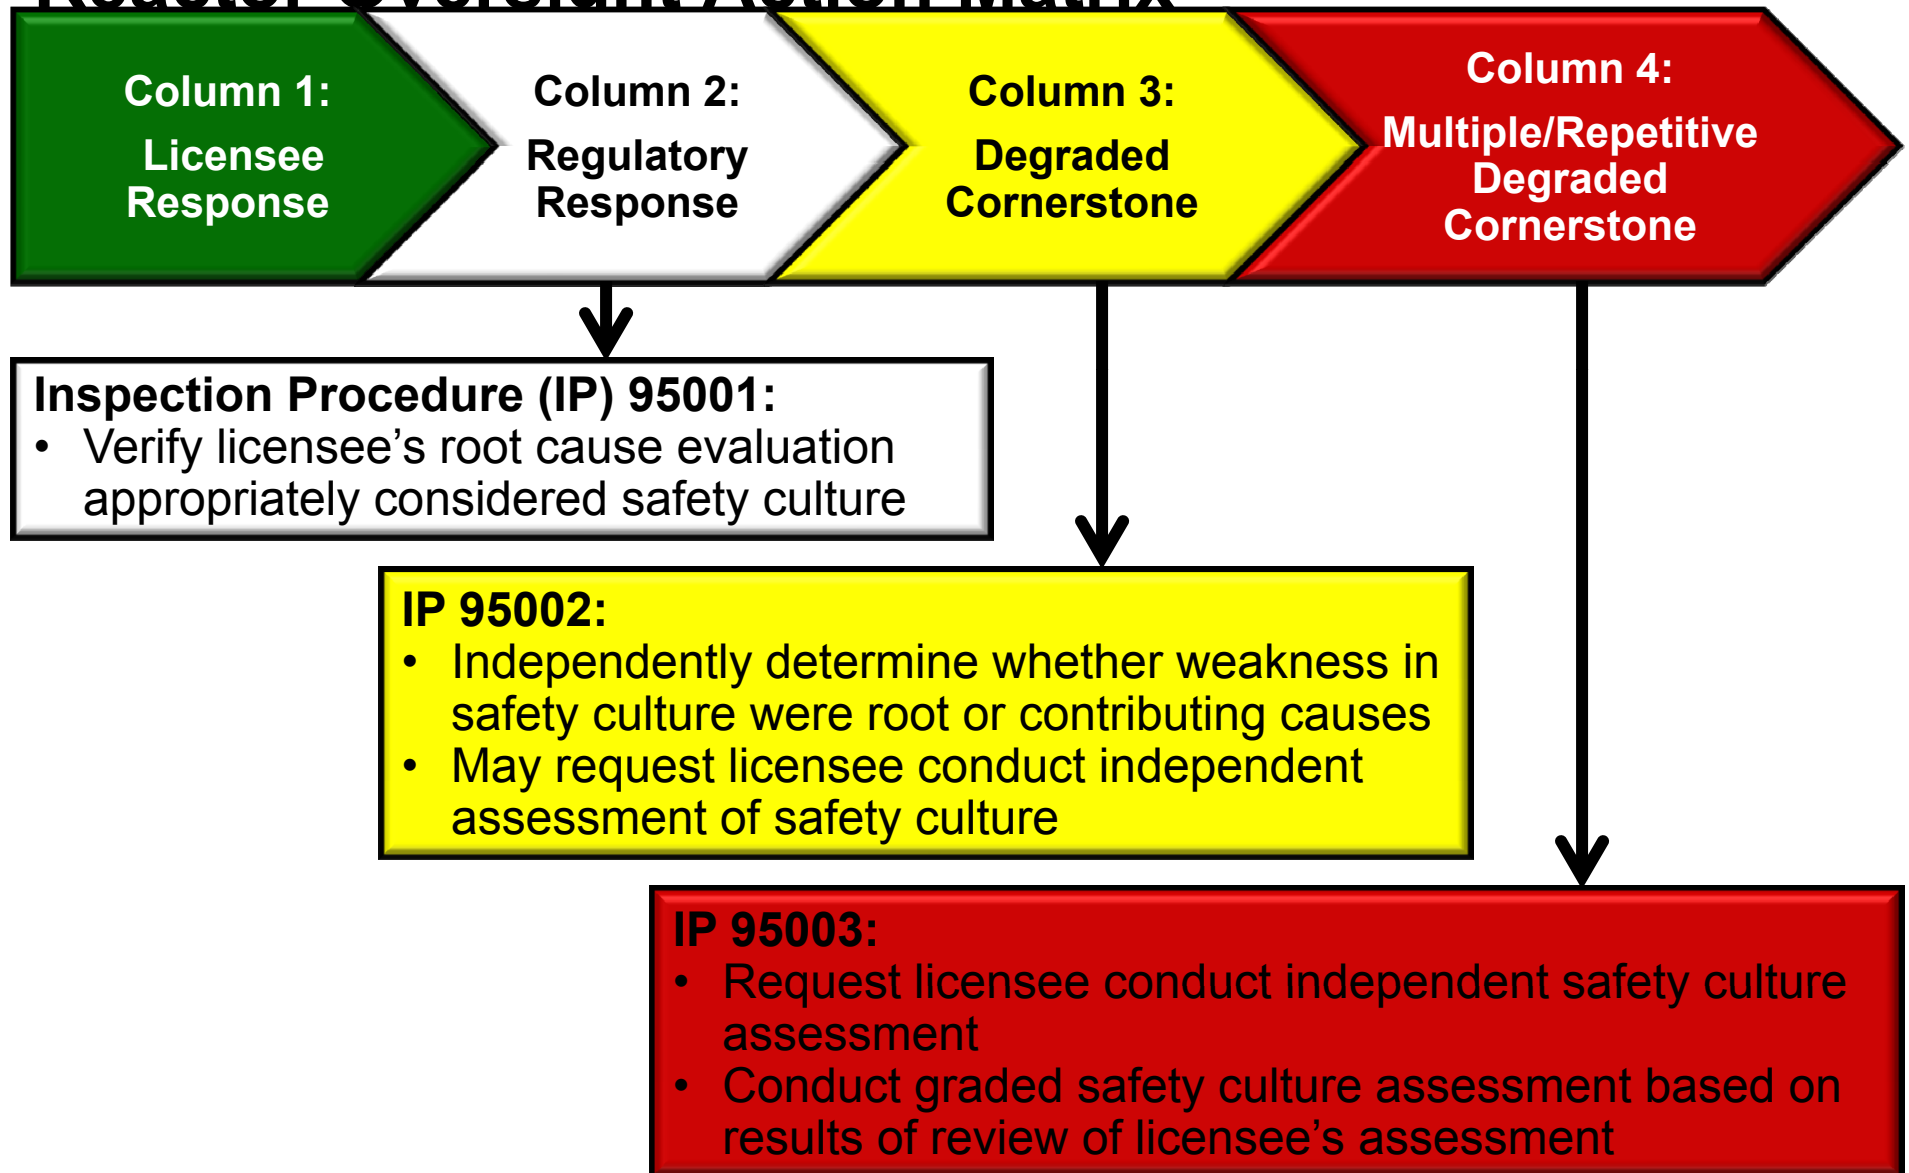 Reactor Oversight Action Matrix
Column 1:
Licensee
Response
Column 2:
Regulatory
Response
Column 3:
Degraded
Cornerstone
Column 4:
Multiple/Repetitive
Degraded
Cornerstone
Inspection Procedure (IP) 95001:
• Verify licensee’s root cause evaluation
appropriately considered safety culture
IP 95002:
• Independently determine whether weakness in
safety culture were root or contributing causes
• May request licensee conduct independent
assessment of safety culture
IP 95003:
• Request licensee conduct independent safety culture
assessment
• Conduct graded safety culture assessment based on
results of review of licensee’s assessment